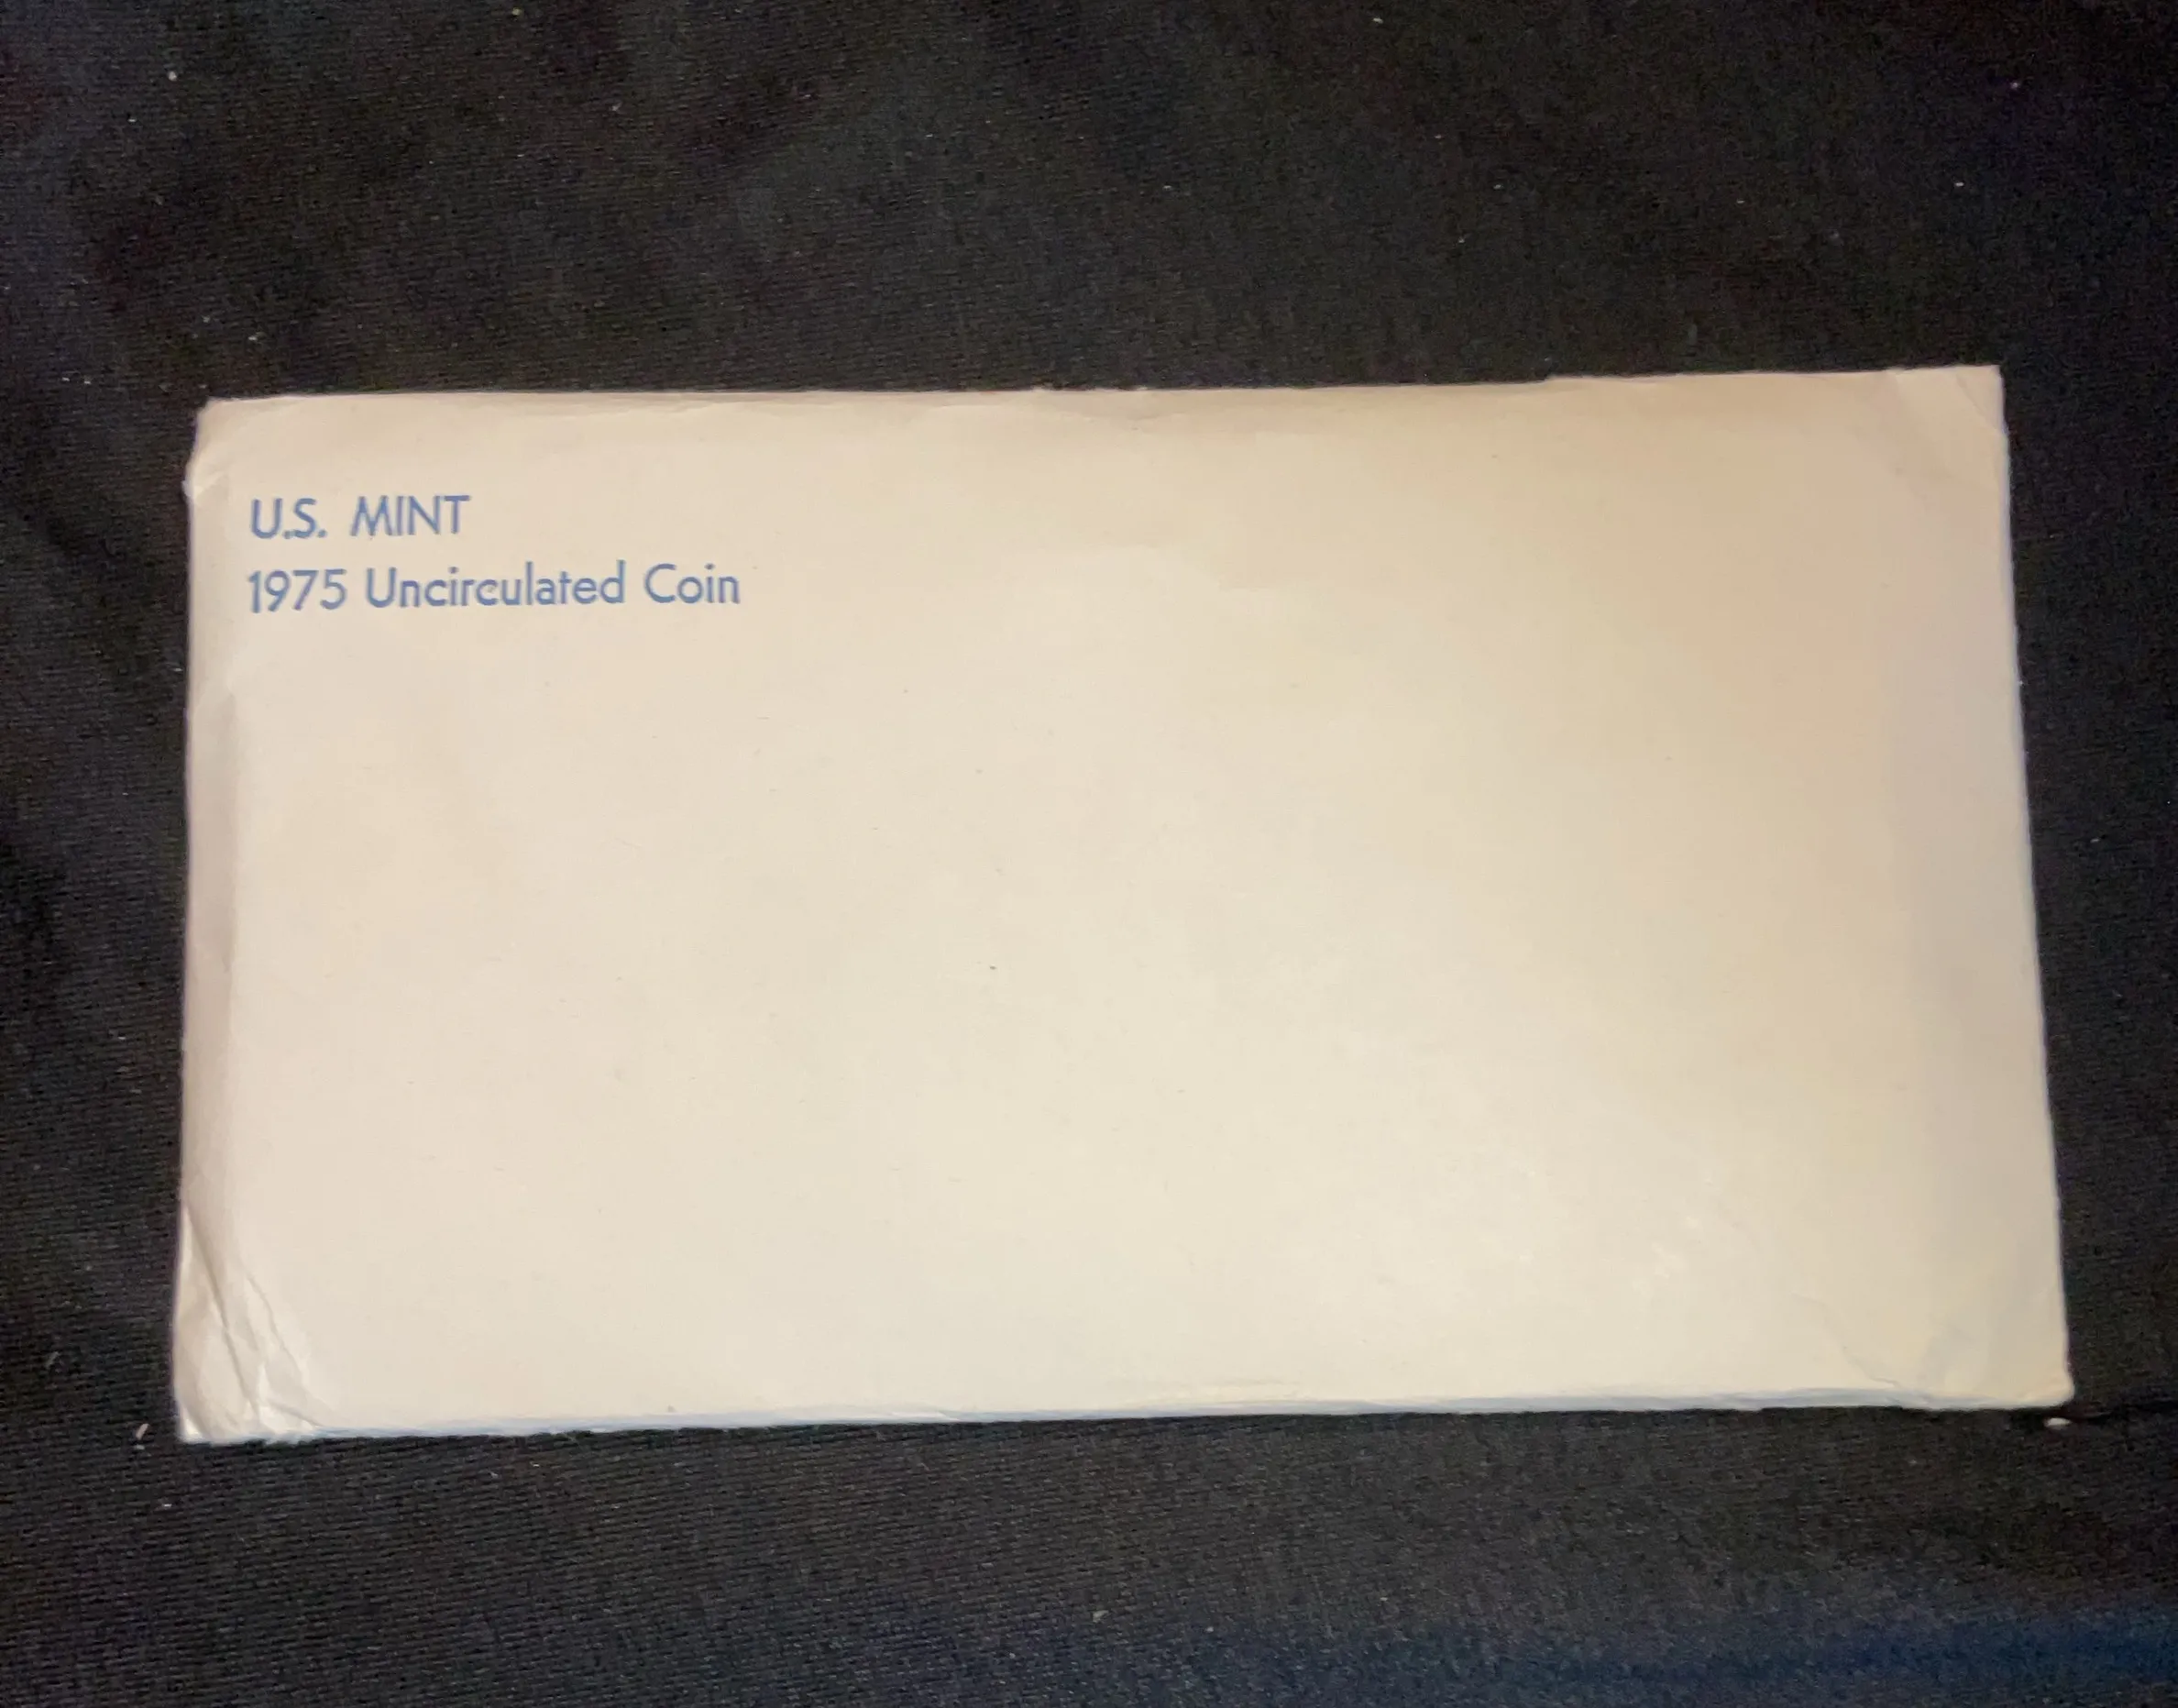 U.S. MINT
1975 Uncirculated Coin